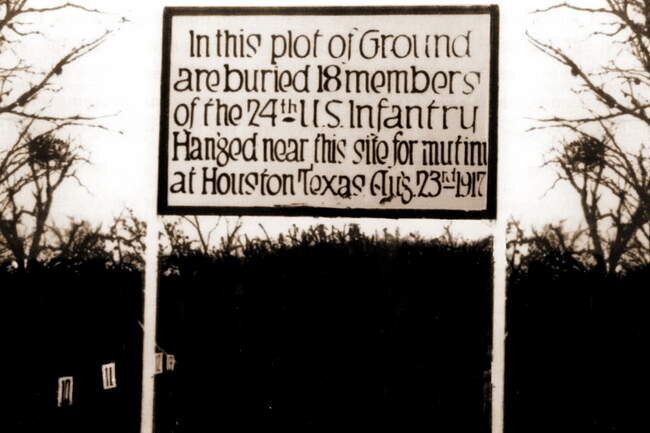 In this plot of Ground
are buried 18 members
of the 24th U.S. Infantry
Hanged near this site for mutiny
at Houston Texas Aug. 23rd 1917